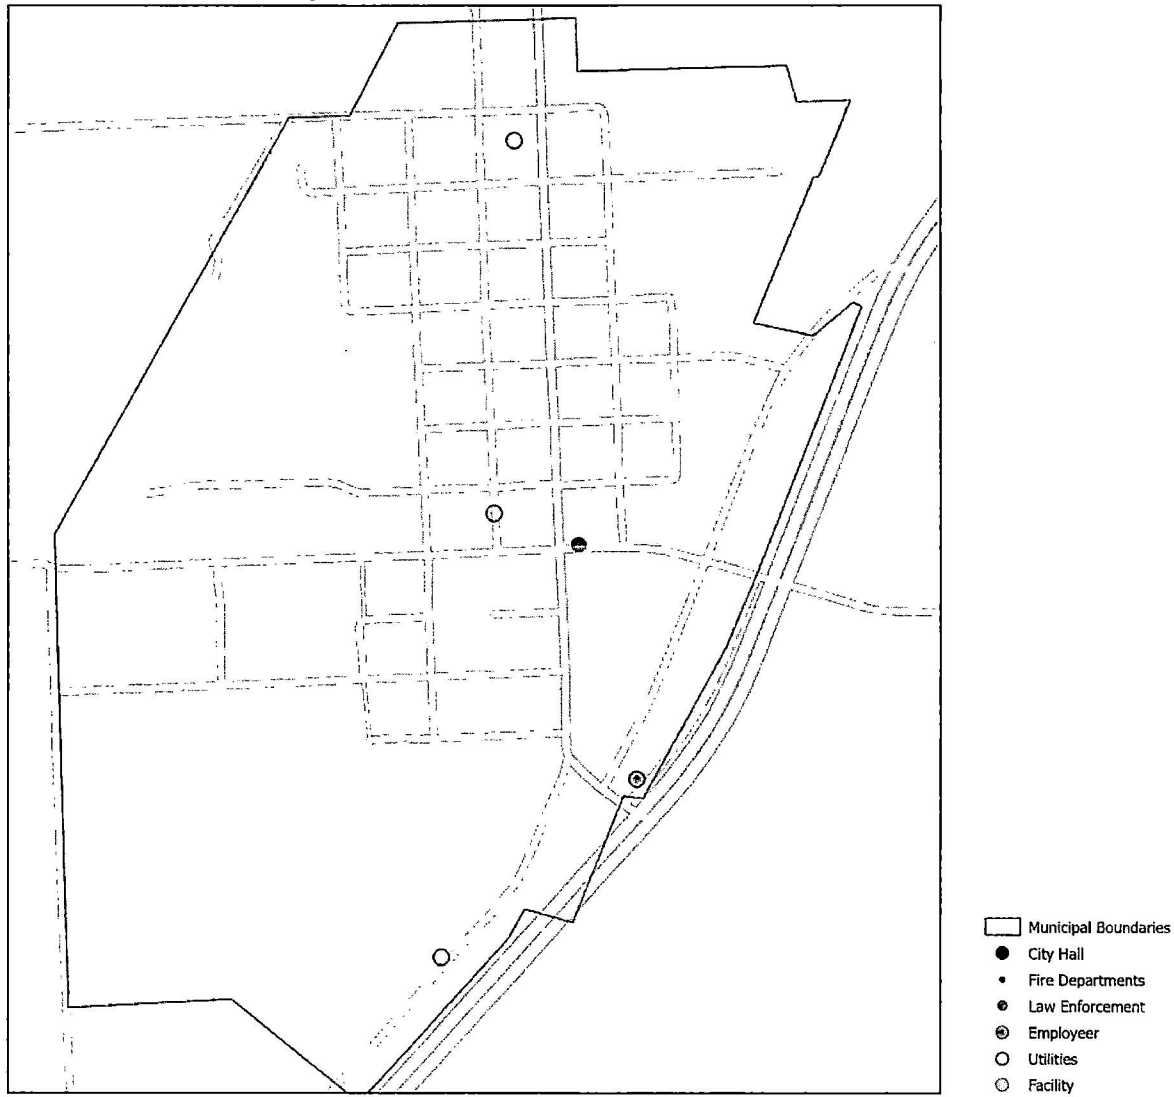 Municipal Boundaries
City Hall
Fire Departments
Law Enforcement
Employeer
Utilities
Facility